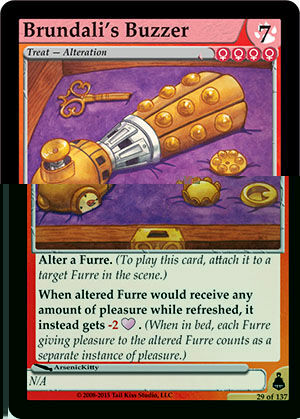 Brundali's Buzzer
7
Treat – Alteration
Alter a Furre. (To play this card, attach it to a
target Furre in the scene.)
When altered Furre would receive any
amount of pleasure while refreshed, it
instead gets -2 . (When in bed, each Furre
giving pleasure to the altered Furre counts as a
separate instance of pleasure.)
ArsenicKitty
N/A
© 2008-2015 Tail Kiss Studio, LLC
29 of 137